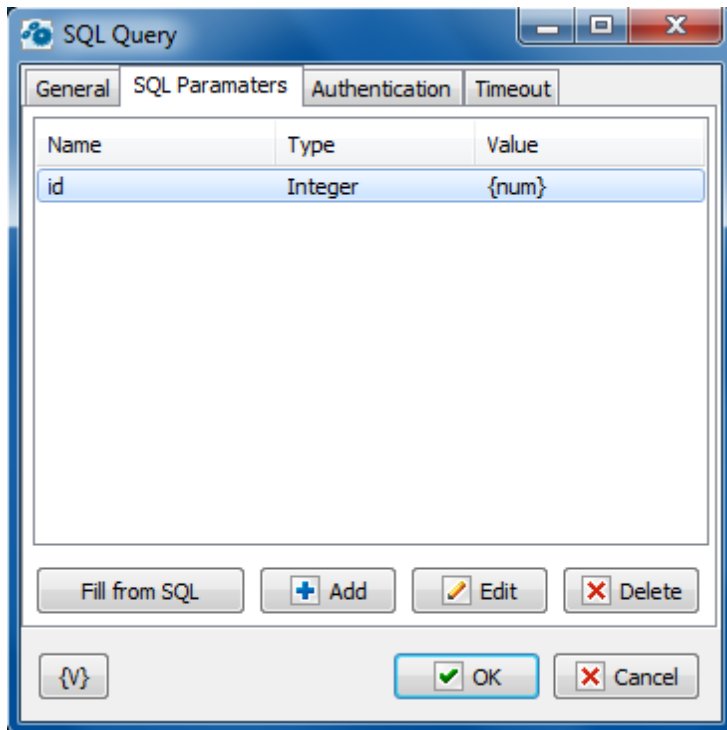 SQL Query
General SQL Paramaters Authentication Timeout
Name Type Value
id Integer {num}
Fill from SQL Add Edit Delete
{V} OK Cancel